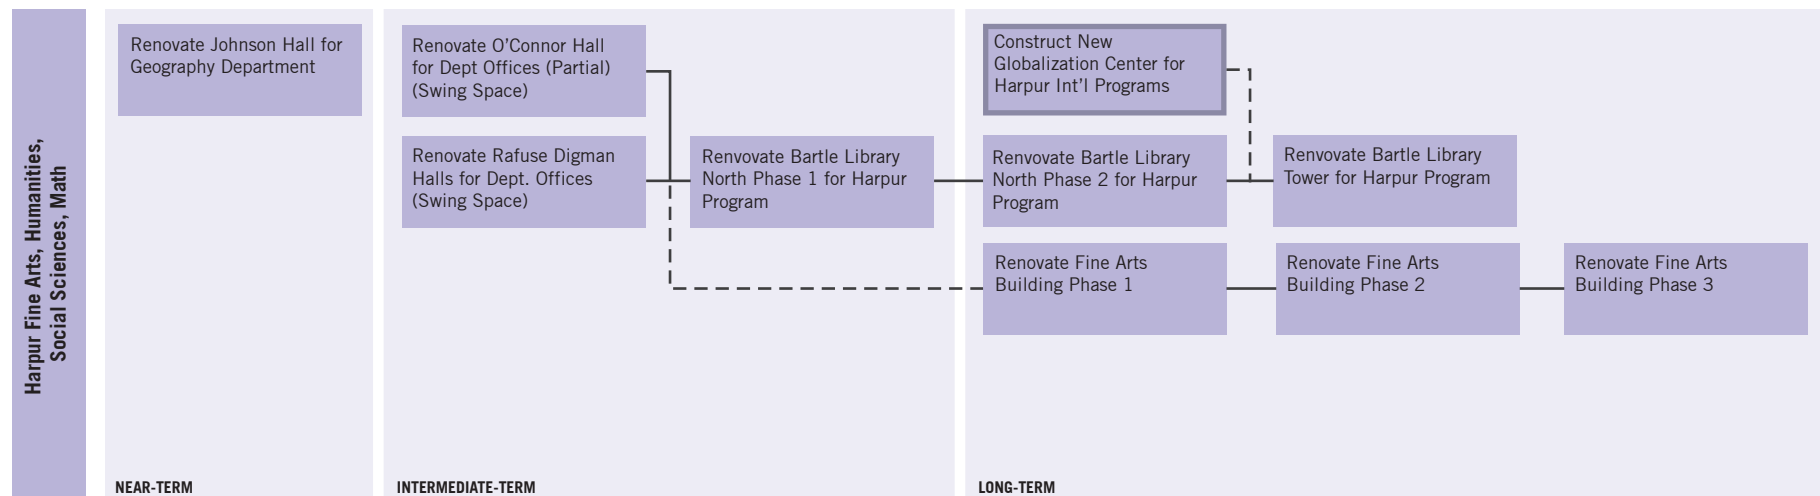 Harpur Fine Arts, Humanities,
Social Sciences, Math
Renovate Johnson Hall for
Geography Department
NEAR-TERM
Renovate O’Connor Hall
for Dept Offices (Partial)
(Swing Space)
Renovate Rafuse Digman
Halls for Dept. Offices
(Swing Space)
Renvovate Bartle Library
North Phase 1 for Harpur
Program
INTERMEDIATE-TERM
Construct New
Globalization Center for
Harpur Int’l Programs
Renvovate Bartle Library
North Phase 2 for Harpur
Program
Renvovate Bartle Library
Tower for Harpur Program
Renovate Fine Arts
Building Phase 1
Renovate Fine Arts
Building Phase 2
Renovate Fine Arts
Building Phase 3
LONG-TERM